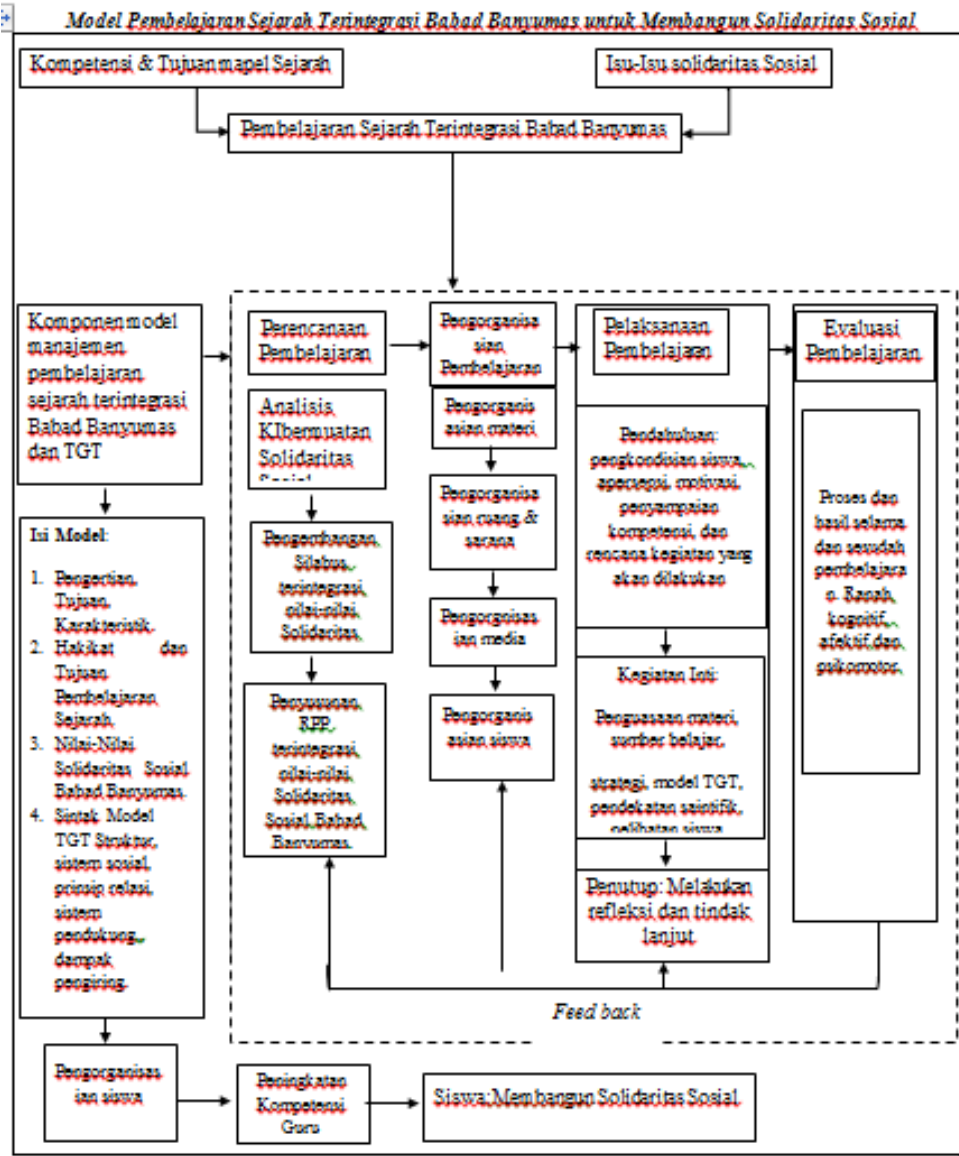 Model Pembelajaran Sejarah Terintegrasi Babad Banyumas untuk Membangun Solidaritas Sosial
Kompetensi & Tujuan mapel Sejarah
Isu-Isu solidaritas Sosial
Pembelajaran Sejarah Terintegrasi Babad Banyumas
Komponen model
manajemen
pembelajaran
sejarah terintegrasi
Babad Banyumas
dan TGT
Isi Model:
1. Pengertian,
Tujuan,
Karakteristik.
2. Hakikat dan
Tujuan
Pembelajaran
Sejarah.
3. Nilai-Nilai
Solidaritas Sosial
Babad Banyumas.
4. Sintak Model
TGT Struktur,
sistem sosial,
prinsip relasi,
sistem
pendukung,
dampak
pengiring.
Perencanaan
Pembelajaran
Analisis
KIbermuatan
Solidaritas
Sosial
Pengembangan
Silabus
terintegrasi
nilai-nilai
Solidaritas
Penyusunan
RPP
terintegrasi
nilai-nilai
Solidaritas
Sosial Babad
Banyumas.
Pengorganisa
sian
Pembelajaran
Pengorganis
asian materi
Pengorganisa
sian ruang &
sarana
Pengorgnisas
ian media
Pengorganis
asian siswa
Pelaksanaan
Pembelajaran
Pendahuluan:
pengkondisian siswa,
apersepsi, motivasi,
penyampaian
kompetensi, dan
rencana kegiatan yang
akan dilakukan
Kegiatan Inti:
Penguasaan materi,
sumber belajar,
strategi, model TGT,
pendekatan saintifik,
pelibatan siswa
Penutup: Melakukan
refleksi dan tindak
lanjut
Evaluasi
Pembelajaran
Proses dan
hasil selama
dan sesudah
pembelajara
n. Ranah,
kognitif,
afektif,dan
psikomotor.
Feed back
Pengorganisas
ian siswa
Peningkatan
Kompetensi
Guru
Siswa:Membangun Solidaritas Sosial